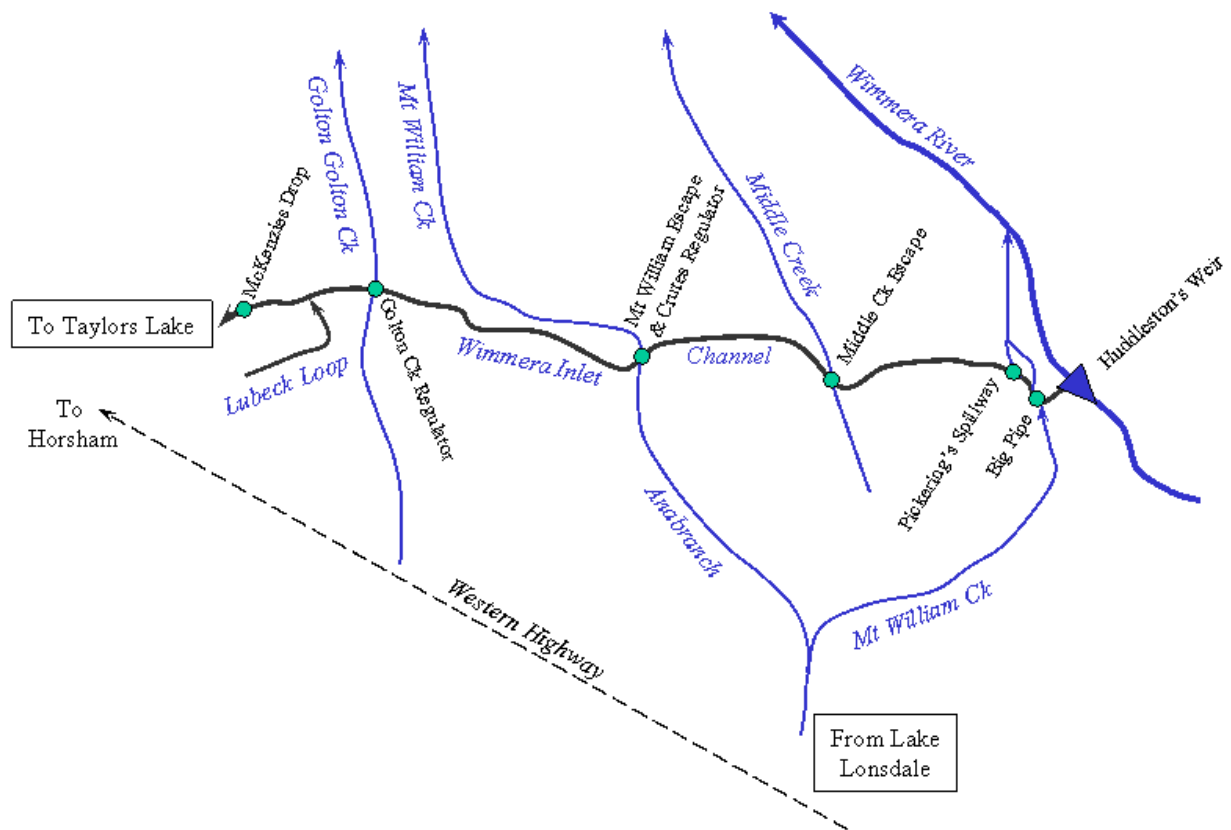 Wimmera River
Golton Golton Ck
Mt William Ck
McKenzies Drop
Mt William Escape
& Crutes Regulator
Middle Creek
Middle Ck Escape
Huddleston's Weir
To Taylors Lake
Lubeck Loop
Golton Ck Regulator
Wimmera Inlet
Channel
Pickering's Spillway
Big Pipe
To
Horsham
Anabranch
Mt William Ck
Western Highway
From Lake
Lonsdale